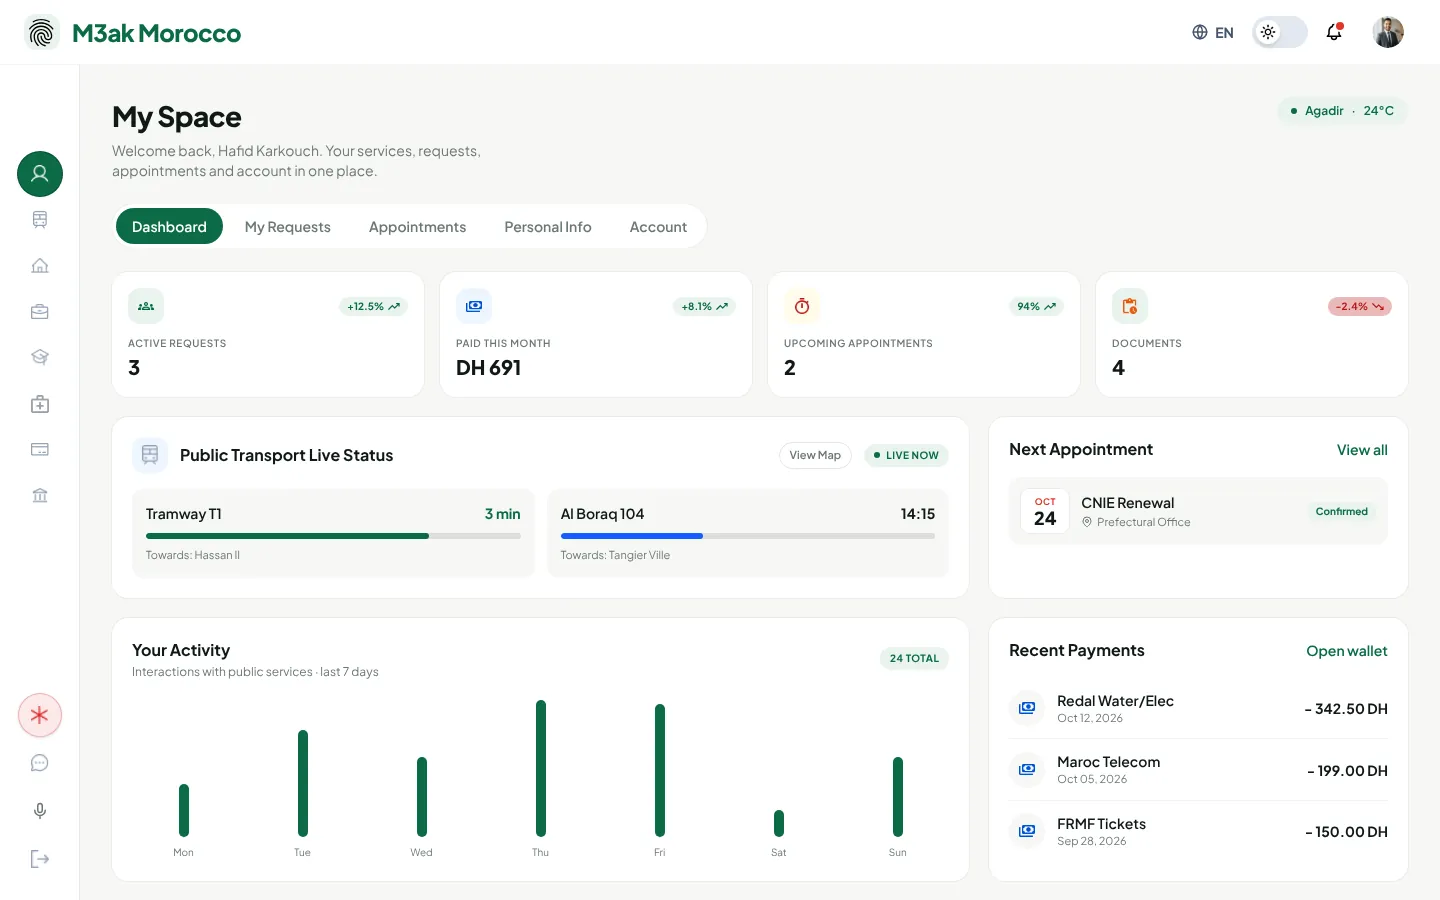 M3ak Morocco
EN
My Space
Agadir · 24°C
Welcome back, Hafid Karkouch. Your services, requests,
appointments and account in one place.
Dashboard
My Requests
Appointments
Personal Info
Account
+12.5%
ACTIVE REQUESTS
3
+8.1%
PAID THIS MONTH
DH 691
94%
UPCOMING APPOINTMENTS
2
-2.4%
DOCUMENTS
4
Public Transport Live Status
View Map
LIVE NOW
Tramway T1
3 min
Towards: Hassan II
Al Boraq 104
14:15
Towards: Tangier Ville
Next Appointment
View all
OCT
24
CNIE Renewal
Prefectural Office
Confirmed
Your Activity
Interactions with public services · last 7 days
24 TOTAL
Mon
Tue
Wed
Thu
Fri
Sat
Sun
Recent Payments
Open wallet
Redal Water/Elec
Oct 12, 2026
- 342.50 DH
Maroc Telecom
Oct 05, 2026
- 199.00 DH
FRMF Tickets
Sep 28, 2026
- 150.00 DH